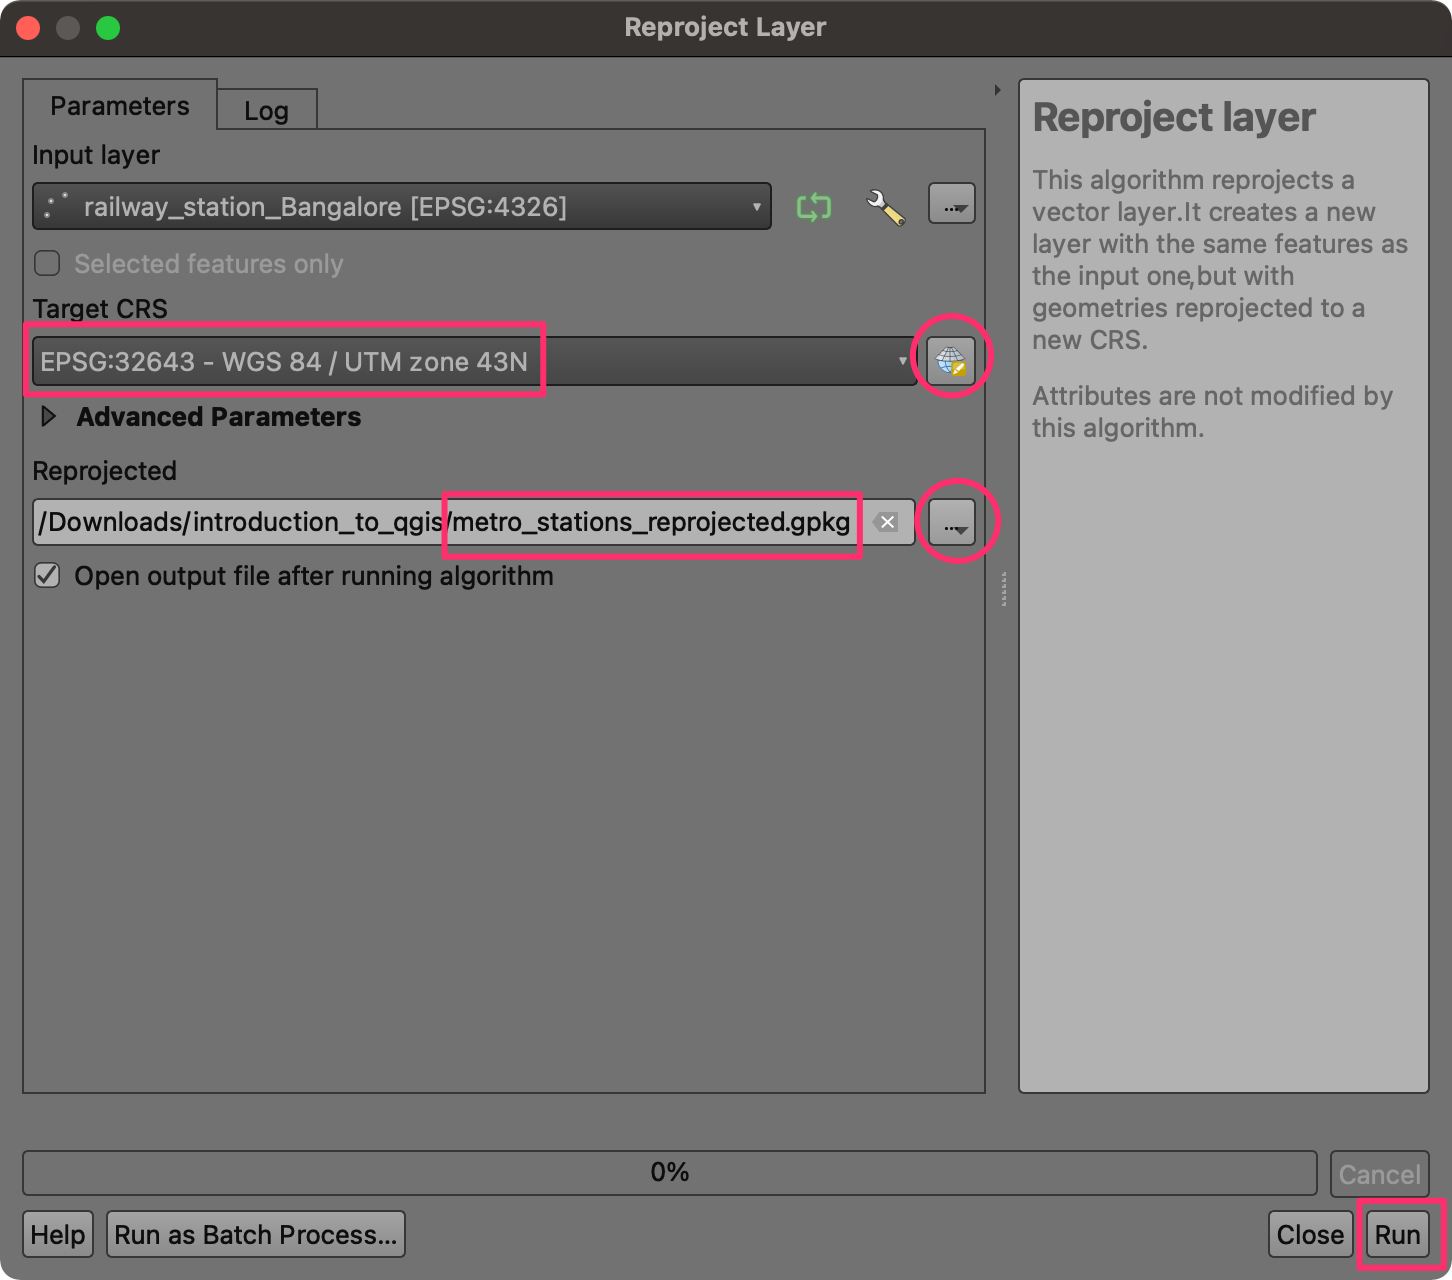 Reproject Layer
Parameters
Log
Input layer
railway_station_Bangalore [EPSG:4326]
...
Selected features only
Target CRS
EPSG:32643 - WGS 84 / UTM zone 43N
Advanced Parameters
Reprojected
/Downloads/introduction_to_qgis/metro_stations_reprojected.gpkg
...
Open output file after running algorithm
Reproject layer
This algorithm reprojects a
vector layer.It creates a new
layer with the same features as
the input one,but with
geometries reprojected to a
new CRS.
Attributes are not modified by
this algorithm.
0%
Cancel
Help
Run as Batch Process...
Close
Run